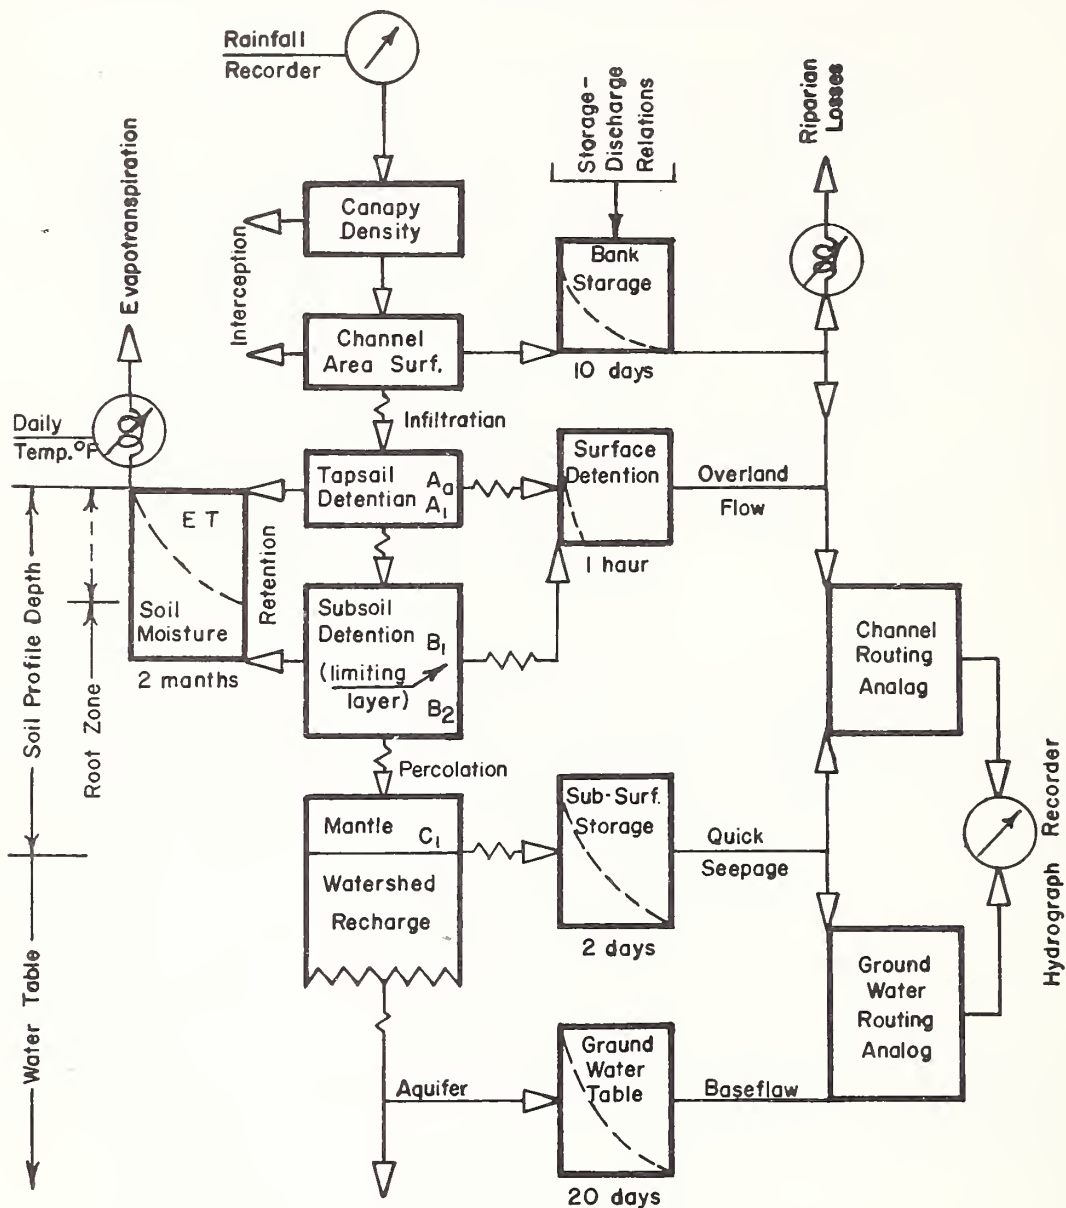 Rainfall
Recorder
Storage-
Discharge
Relations
Riparian
Losses
Evapotranspiration
Canapy
Density
Interception
Bank
Starage
10 days
Channel
Area Surf.
Infiltration
Daily
Temp. °F
Tapsail
Detentian
Aa
A1
Surface
Detention
1 haur
Overland
Flow
ET
Soil
Moisture
2 manths
Retention
Subsoil
Detention
B1
(limiting
layer)
B2
Channel
Routing
Analag
Soil Profile Depth
Root Zone
Percolation
Mantle
C1
Watershed
Recharge
Sub-Surf.
Storage
2 days
Quick
Seepage
Hydrograph Recorder
Ground
Water
Routing
Analog
Water Table
Aquifer
Graund
Water
Table
20 days
Baseflaw